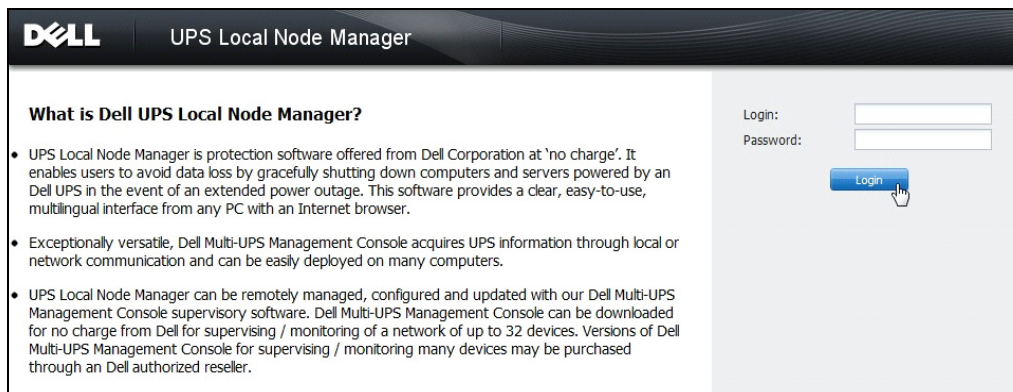 DELL
UPS Local Node Manager
What is Dell UPS Local Node Manager?
• UPS Local Node Manager is protection software offered from Dell Corporation at ‘no charge’. It
enables users to avoid data loss by gracefully shutting down computers and servers powered by an
Dell UPS in the event of an extended power outage. This software provides a clear, easy-to-use,
multilingual interface from any PC with an Internet browser.
• Exceptionally versatile, Dell Multi-UPS Management Console acquires UPS information through local or
network communication and can be easily deployed on many computers.
• UPS Local Node Manager can be remotely managed, configured and updated with our Dell Multi-UPS
Management Console supervisory software. Dell Multi-UPS Management Console can be downloaded
for no charge from Dell for supervising / monitoring of a network of up to 32 devices. Versions of Dell
Multi-UPS Management Console for supervising / monitoring many devices may be purchased
through an Dell authorized reseller.
Login:
Password:
Login